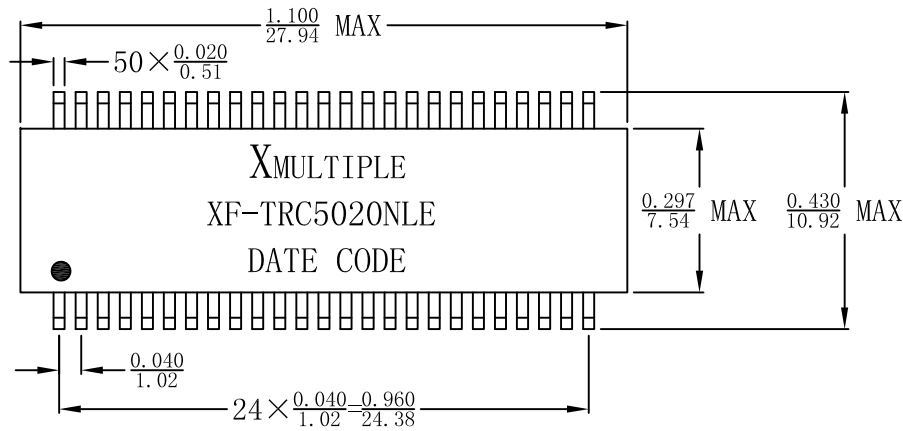 1.100
27.94 MAX
50×0.020
0.51
XMULTIPLE
XF-TRC5020NLE
DATE CODE
0.297
7.54 MAX
0.430
10.92 MAX
0.040
1.02
24×0.040=0.960
1.02 24.38